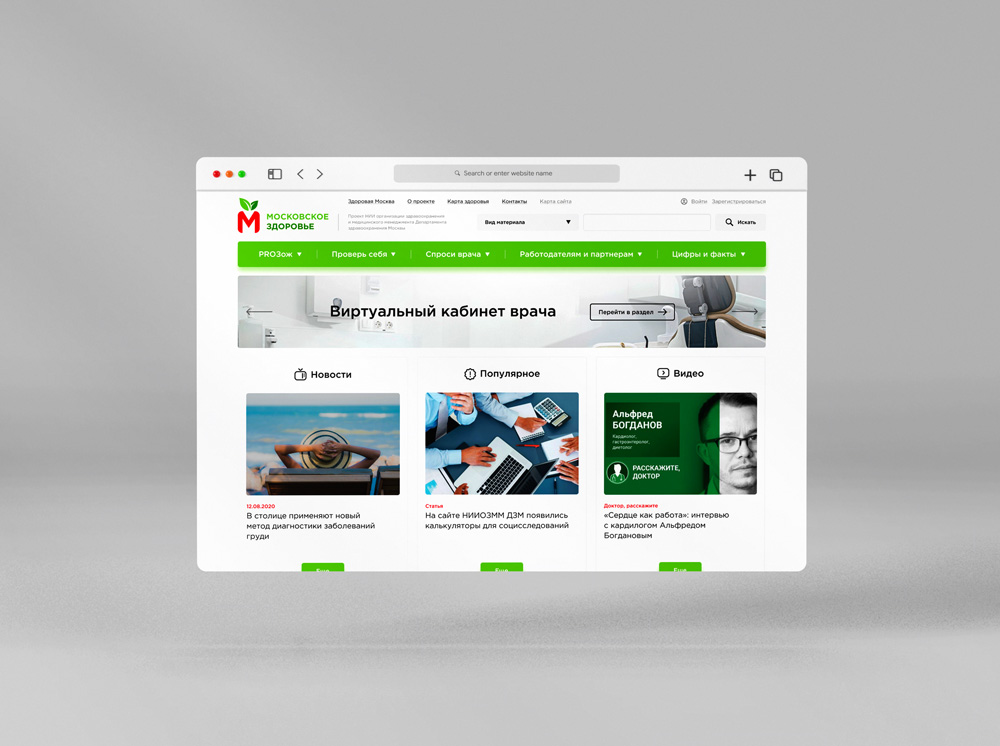 Search or enter website name
Здоровая Москва О проекте Карта здоровья Контакты Карта сайта Войти Зарегистрироваться
МОСКОВСКОЕ
ЗДОРОВЬЕ
Проект НИИ организации здравоохранения
и медицинского менеджмента Департамента
здравоохранения Москвы
Вид материала Искать
PROЗож Проверь себя Спроси врача Работодателям и партнерам Цифры и факты
Виртуальный кабинет врача
Перейти в раздел
Новости
Популярное
Видео
Альфред
БОГДАНОВ
Кардиолог,
гастроэнтеролог,
диетолог
РАССКАЖИТЕ,
ДОКТОР
12.08.2020
В столице применяют новый
метод диагностики заболеваний
груди
Статья
На сайте НИИОЗММ ДЗМ появились
калькуляторы для социсследований
Доктор, расскажите
«Сердце как работа»: интервью
с кардилогом Альфредом
Богдановым
Еще
Еще
Еще